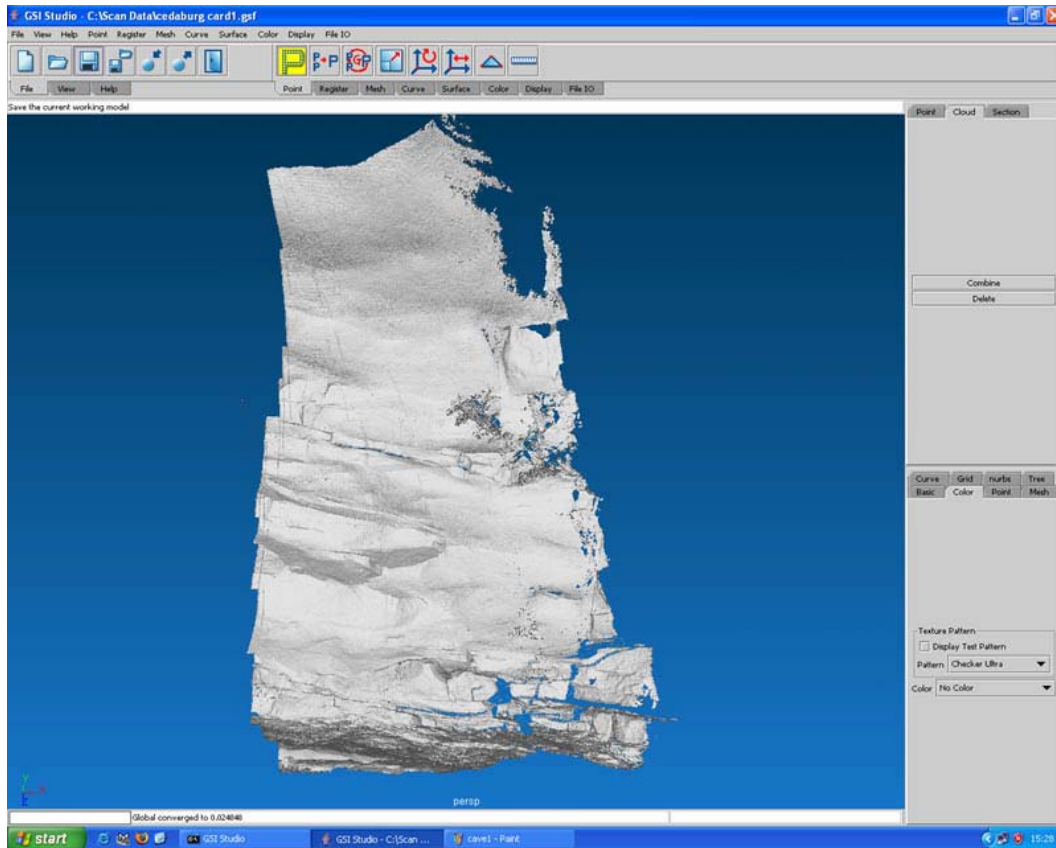 GSI Studio - C:\Scan Data\cedaburg card1.gsf
File View Help Point Register Mesh Curve Surface Color Display File IO
File View Help Point Register Mesh Curve Surface Color Display File IO
Save the current working model
Point Cloud Section
Combine
Delete
Curve Grid nurbs Tree
Basic Color Point Mesh
Texture Pattern
Display Test Pattern
Pattern Checker Ultra
Color No Color
persp
Global converged to 0.024848
start GSI Studio GSI Studio - C:\Scan ... cave1 - Paint 15:28